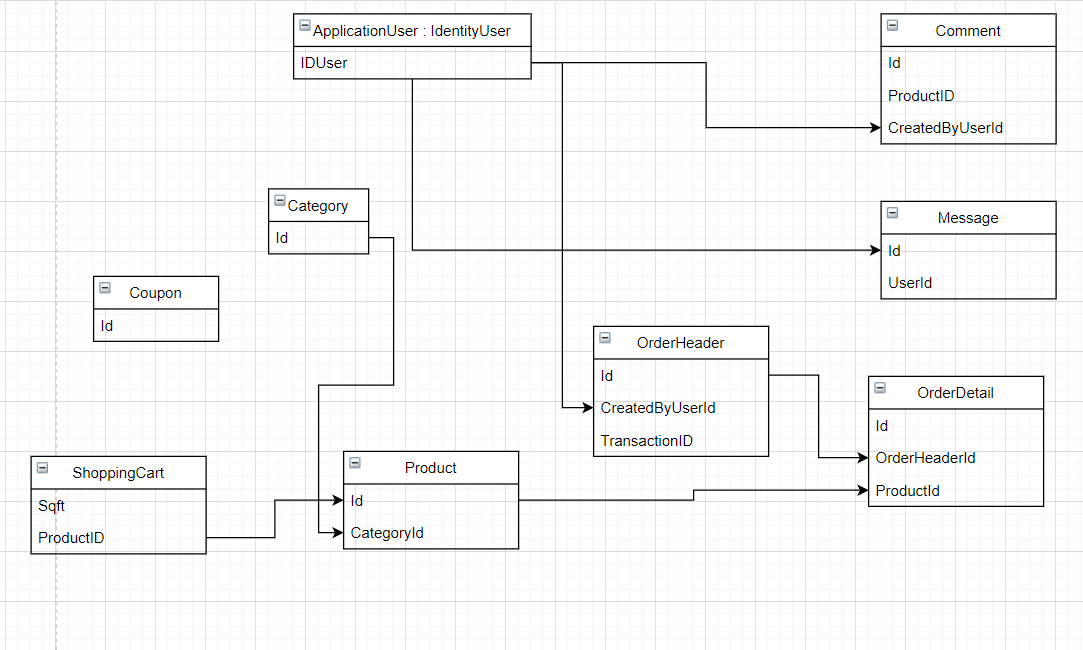 ApplicationUser : IdentityUser
IDUser
Comment
Id
ProductID
CreatedByUserId
Category
Id
Message
Id
UserId
Coupon
Id
OrderHeader
Id
CreatedByUserId
TransactionID
OrderDetail
Id
OrderHeaderId
ProductId
ShoppingCart
Sqft
ProductID
Product
Id
CategoryId